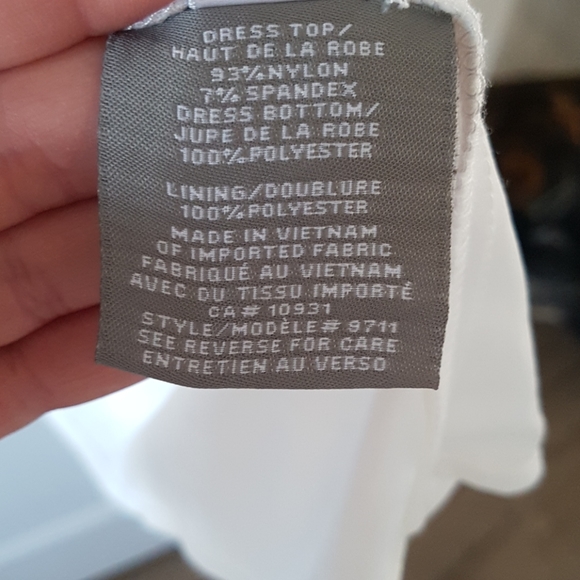 DRESS TOP/
HAUT DE LA ROBE
93%NYLON
7%SPANDEX
DRESS BOTTOM/
JUPE DE LA ROBE
100%POLYESTER
LINING/DOUBLURE
100%POLYESTER
MADE IN VIETNAM
OF IMPORTED FABRIC
FABRIQUÉ AU VIETNAM
AVEC DU TISSU IMPORTÉ
CA# 10931
STYLE/MODÈLE# 9711
SEE REVERSE FOR CARE
ENTRETIEN AU VERSO